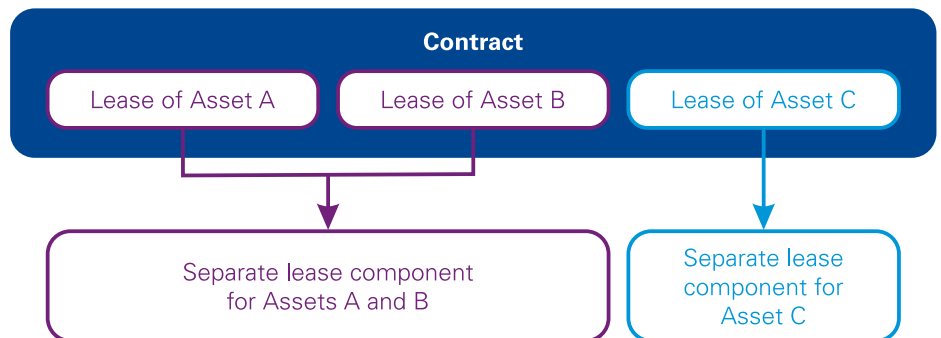 Contract
Lease of Asset A
Lease of Asset B
Lease of Asset C
Separate lease component
for Assets A and B
Separate lease
component for
Asset C